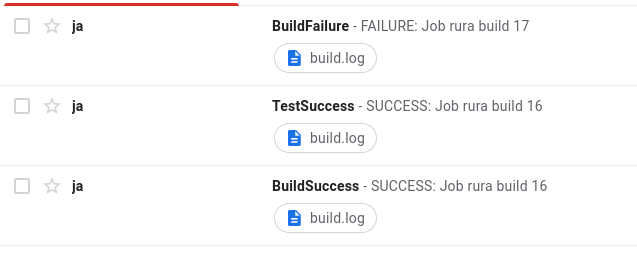 ja BuildFailure - FAILURE: Job rura build 17
build.log
ja TestSuccess - SUCCESS: Job rura build 16
build.log
ja BuildSuccess - SUCCESS: Job rura build 16
build.log